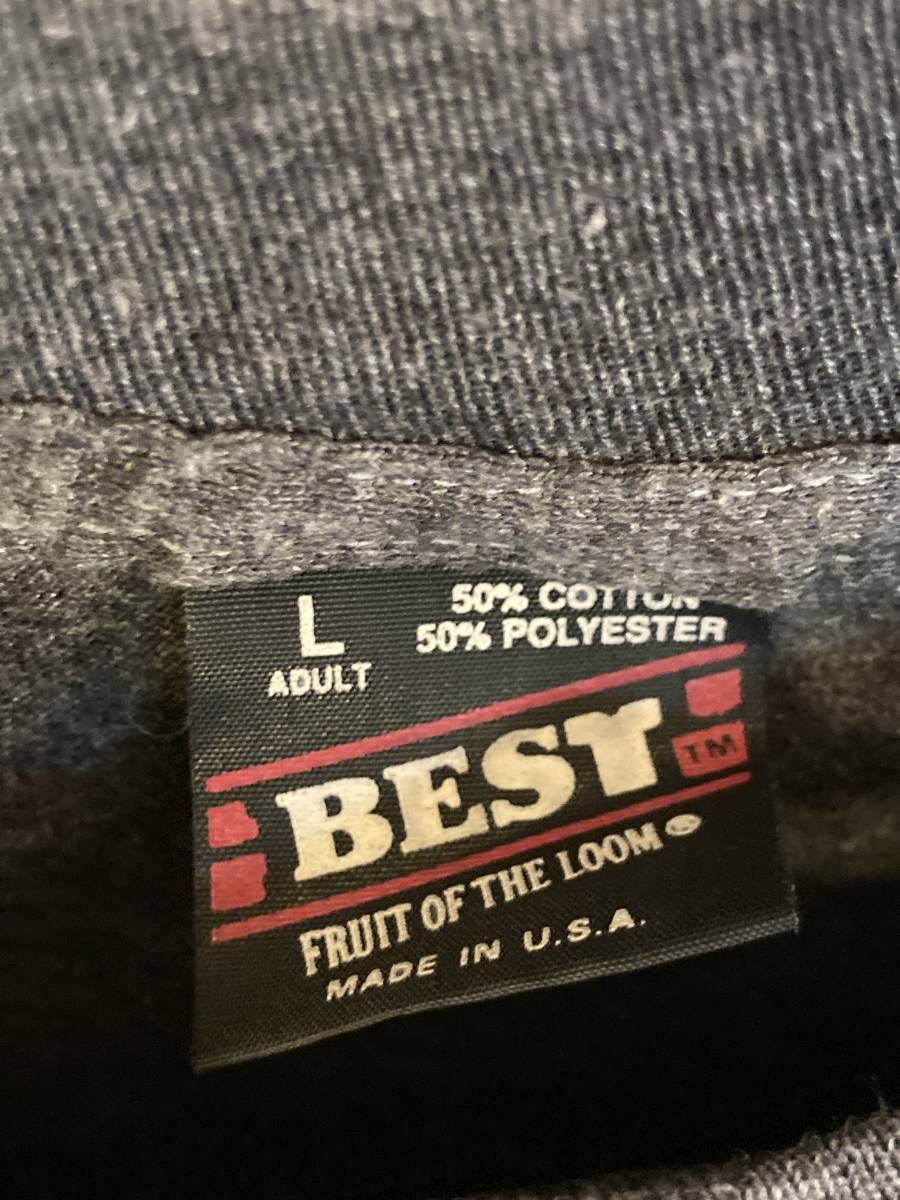 L
ADULT
50% COTTON
50% POLYESTER
BEST
TM
FRUIT OF THE LOOM
MADE IN U.S.A.